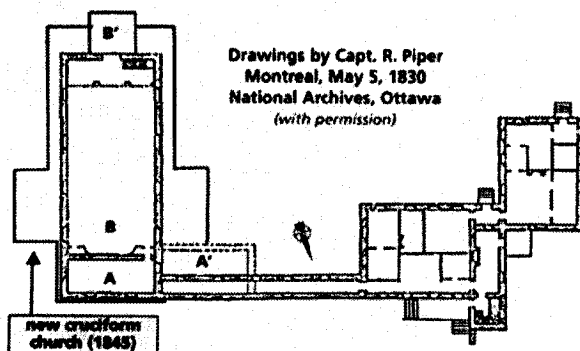 B'
Drawings by Capt. R. Piper
Montreal, May 5, 1830
National Archives, Ottawa
(with permission)
B
A'
A
new cruciform
church (1845)